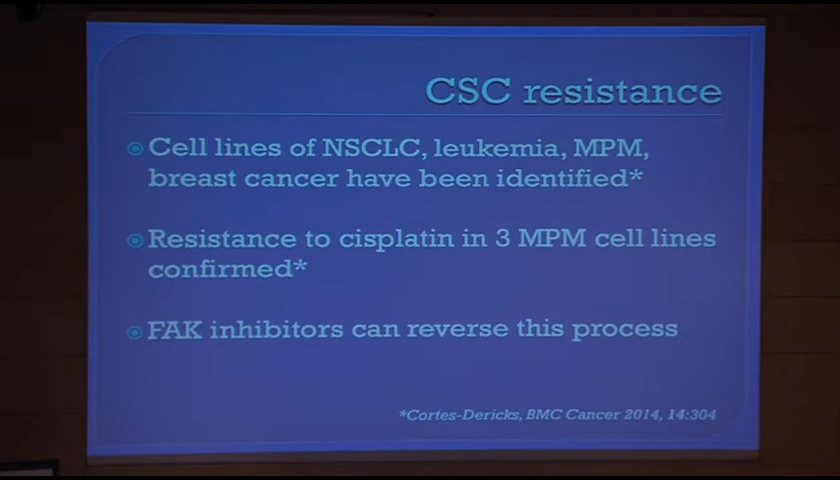 CSC resistance
Cell lines of NSCLC, leukemia, MPM,
breast cancer have been identified*
Resistance to cisplatin in 3 MPM cell lines
confirmed*
FAK inhibitors can reverse this process
*Cortes-Dericks, BMC Cancer 2014, 14:304